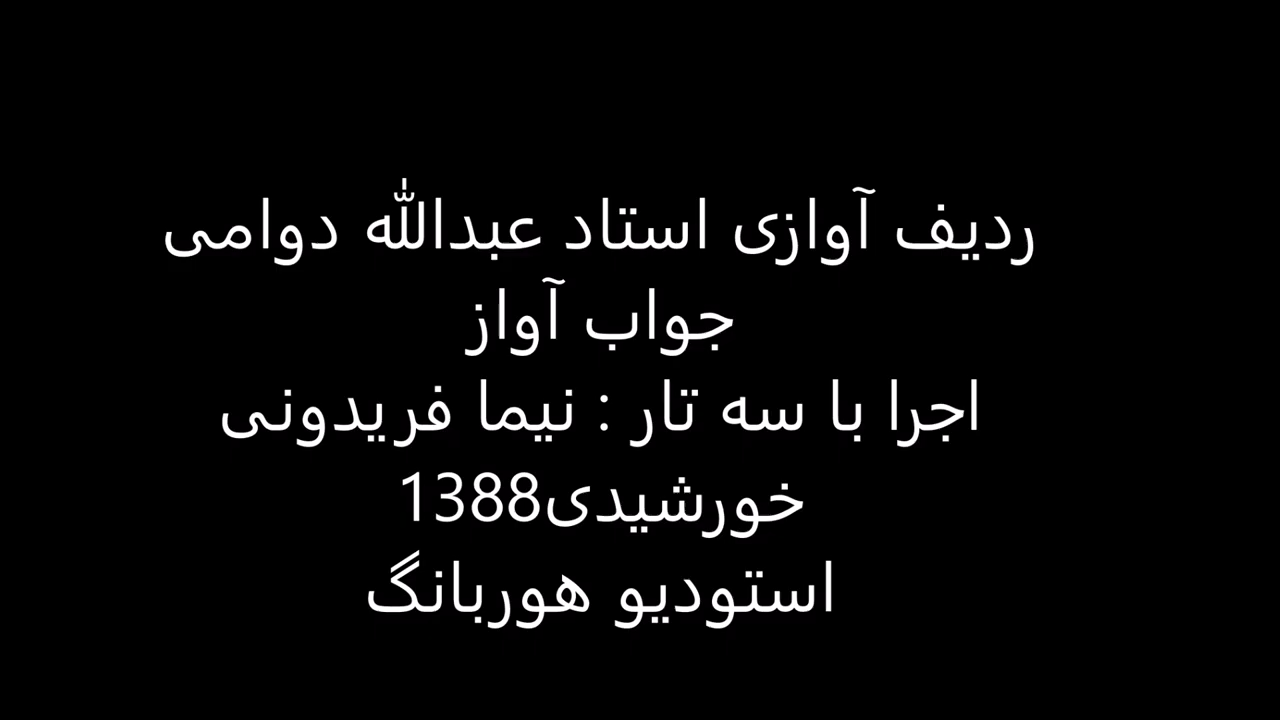 ردیف آوازی استاد عبدالله دوامی
جواب آواز
اجرا با سه تار : نیما فریدونی
خورشیدی1388
استودیو هوربانگ